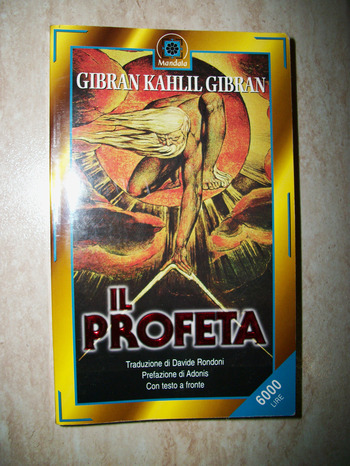 Mandala
GIBRAN KAHLIL GIBRAN
IL
PROFETA
Traduzione di Davide Rondoni
Prefazione di Adonis
Con testo a fronte
6000
LIRE